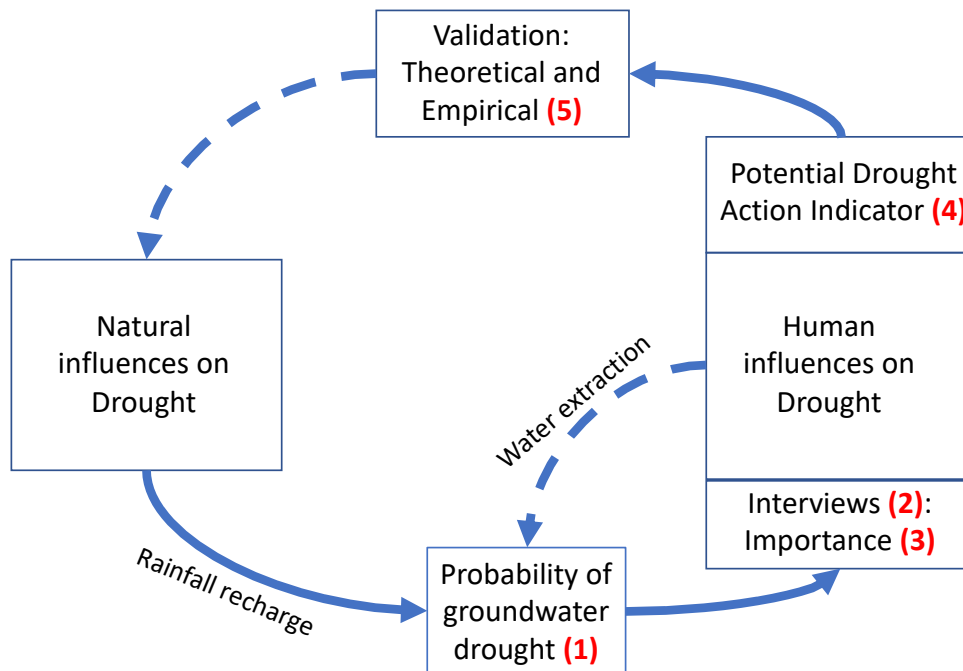 Validation:
Theoretical and
Empirical (5)
Potential Drought
Action Indicator (4)
Natural
influences on
Drought
Human
influences on
Drought
Water extraction
Interviews (2):
Importance (3)
Rainfall recharge
Probability of
groundwater
drought (1)